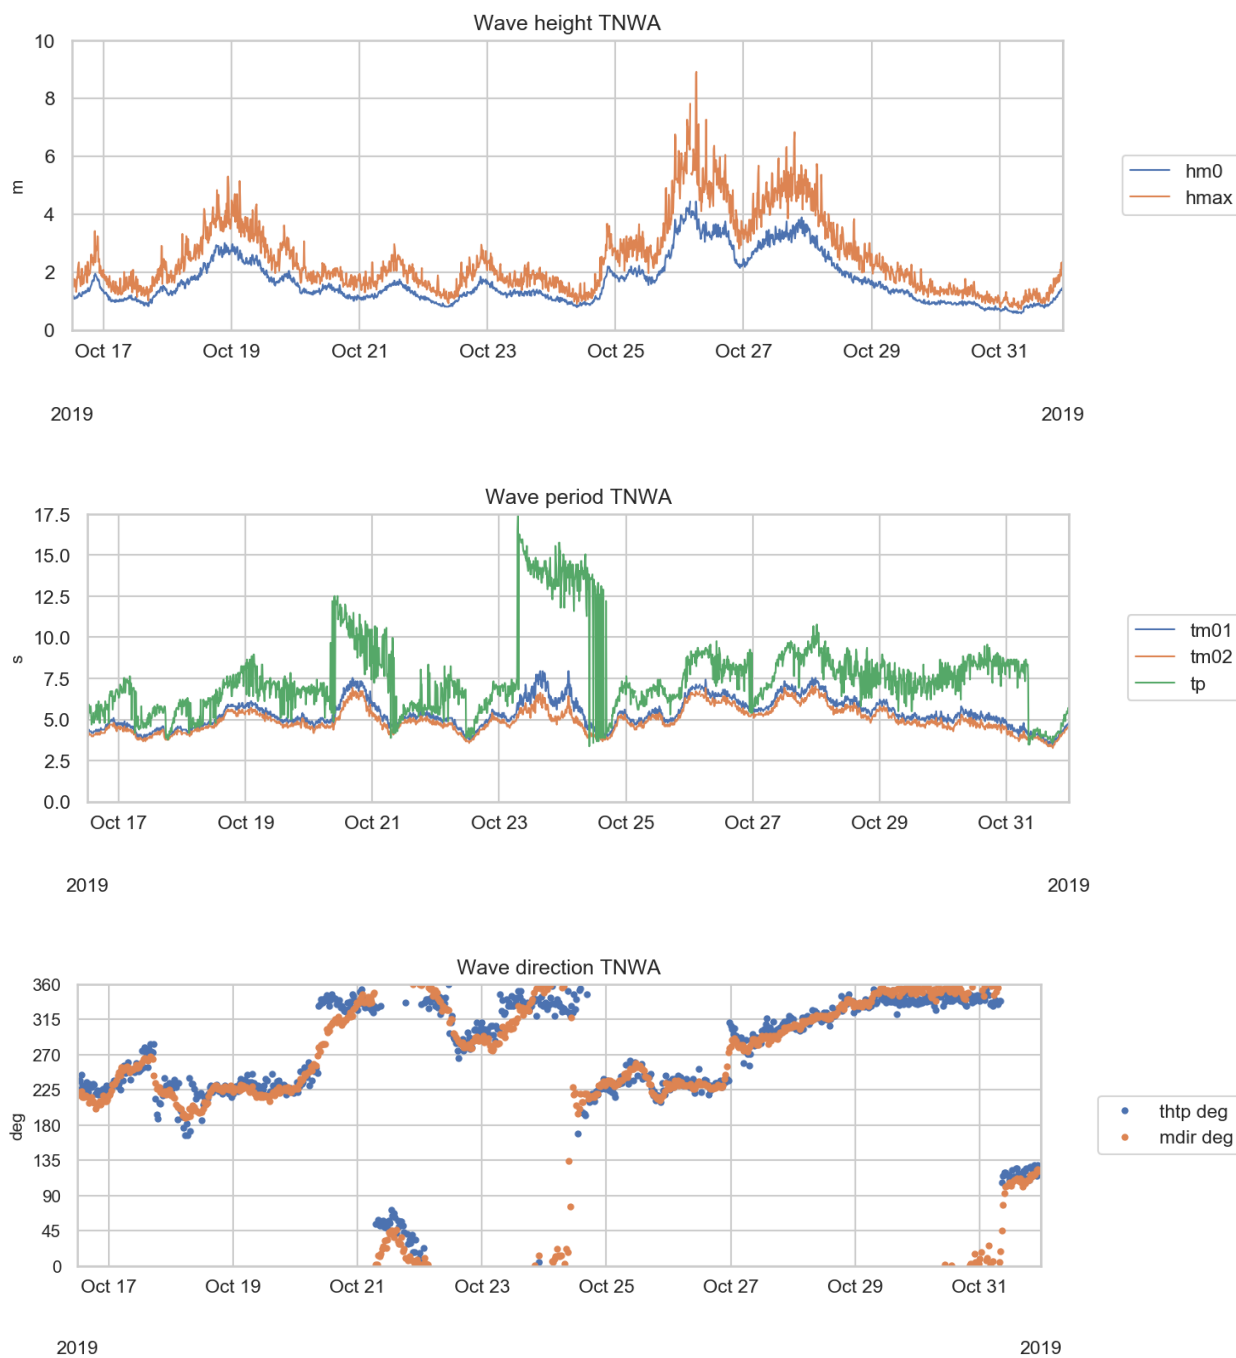 Wave height TNWA
10
8
6
4
2
0
m
hm0
hmax
Oct 17 Oct 19 Oct 21 Oct 23 Oct 25 Oct 27 Oct 29 Oct 31
2019 2019
Wave period TNWA
17.5
15.0
12.5
10.0
7.5
5.0
2.5
0.0
s
tm01
tm02
tp
Oct 17 Oct 19 Oct 21 Oct 23 Oct 25 Oct 27 Oct 29 Oct 31
2019 2019
Wave direction TNWA
360
315
270
225
180
135
90
45
0
deg
thtp deg
mdir deg
Oct 17 Oct 19 Oct 21 Oct 23 Oct 25 Oct 27 Oct 29 Oct 31
2019 2019